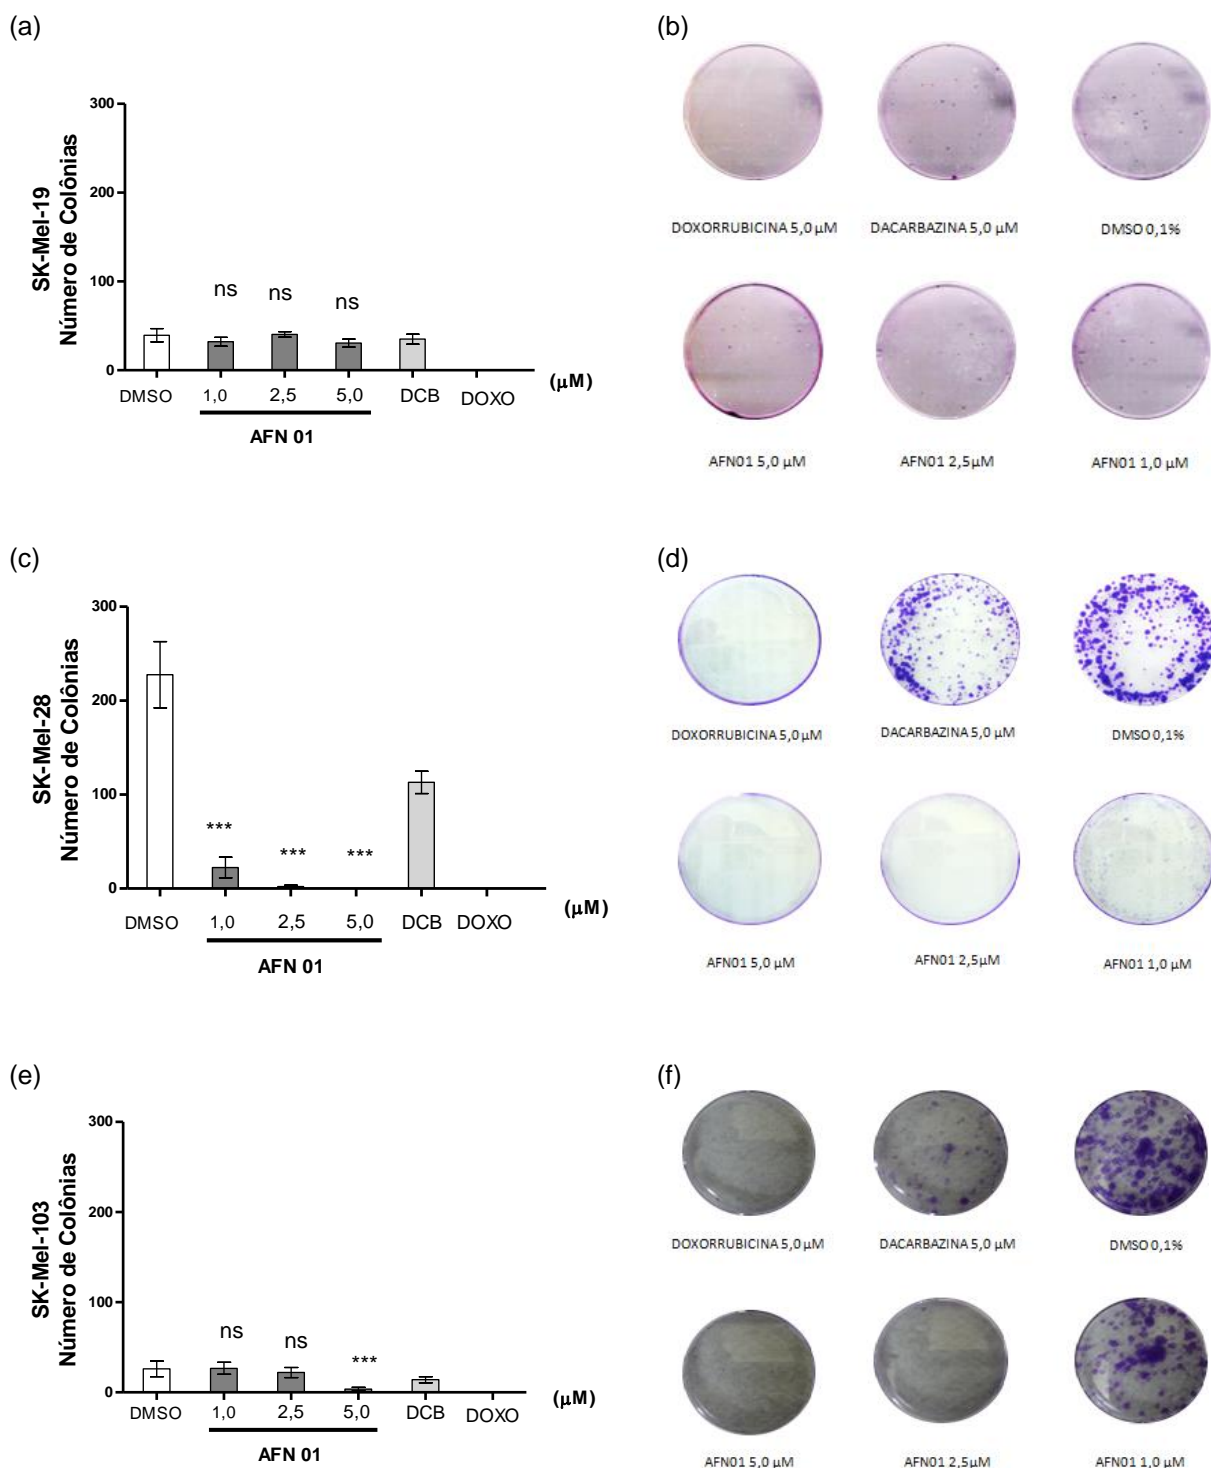 (a)
SK-Mel-19
Número de Colônias
300
200
100
0
ns
ns
ns
DMSO
1,0
2,5
5,0
DCB
DOXO
(µM)
AFN 01
(b)
DOXORRUBICINA 5,0 µM
DACARBAZINA 5,0 µM
DMSO 0,1%
AFN01 5,0 µM
AFN01 2,5µM
AFN01 1,0 µM
(c)
SK-Mel-28
Número de Colônias
300
200
100
0
***
***
***
DMSO
1,0
2,5
5,0
DCB
DOXO
(µM)
AFN 01
(d)
DOXORRUBICINA 5,0 µM
DACARBAZINA 5,0 µM
DMSO 0,1%
AFN01 5,0 µM
AFN01 2,5µM
AFN01 1,0 µM
(e)
SK-Mel-103
Número de Colônias
300
200
100
0
ns
ns
***
DMSO
1,0
2,5
5,0
DCB
DOXO
(µM)
AFN 01
(f)
DOXORRUBICINA 5,0 µM
DACARBAZINA 5,0 µM
DMSO 0,1%
AFN01 5,0 µM
AFN01 2,5µM
AFN01 1,0 µM